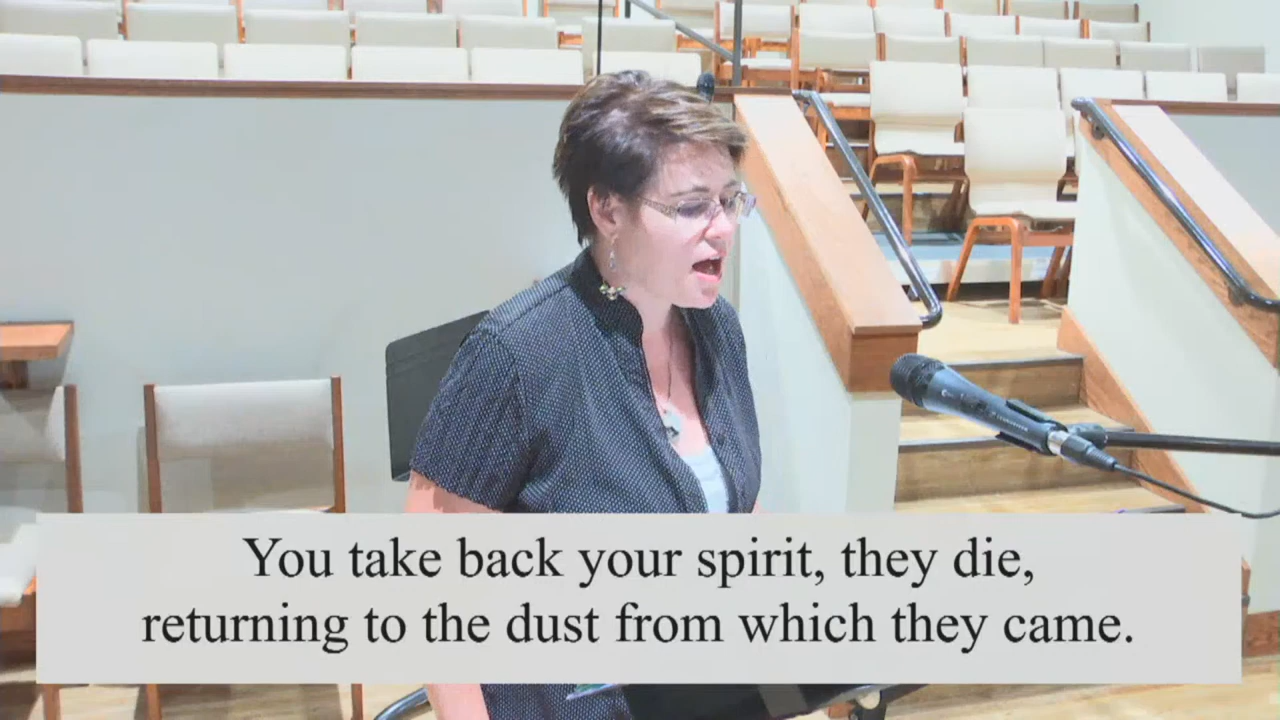 You take back your spirit, they die,
returning to the dust from which they came.